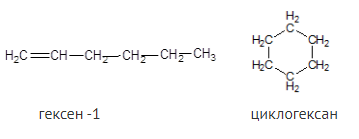 H₂C=CH—CH₂—CH₂—CH₂—CH₃
H₂
C
H₂C CH₂
H₂C CH₂
C
H₂
гексен -1 циклогексан